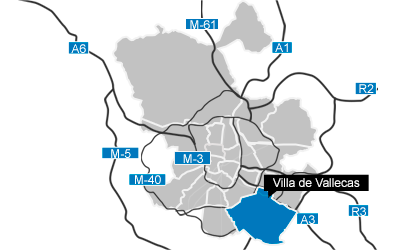 M-61
A6
A1
R2
M-5
M-3
M-40
Villa de Vallecas
A3
R3